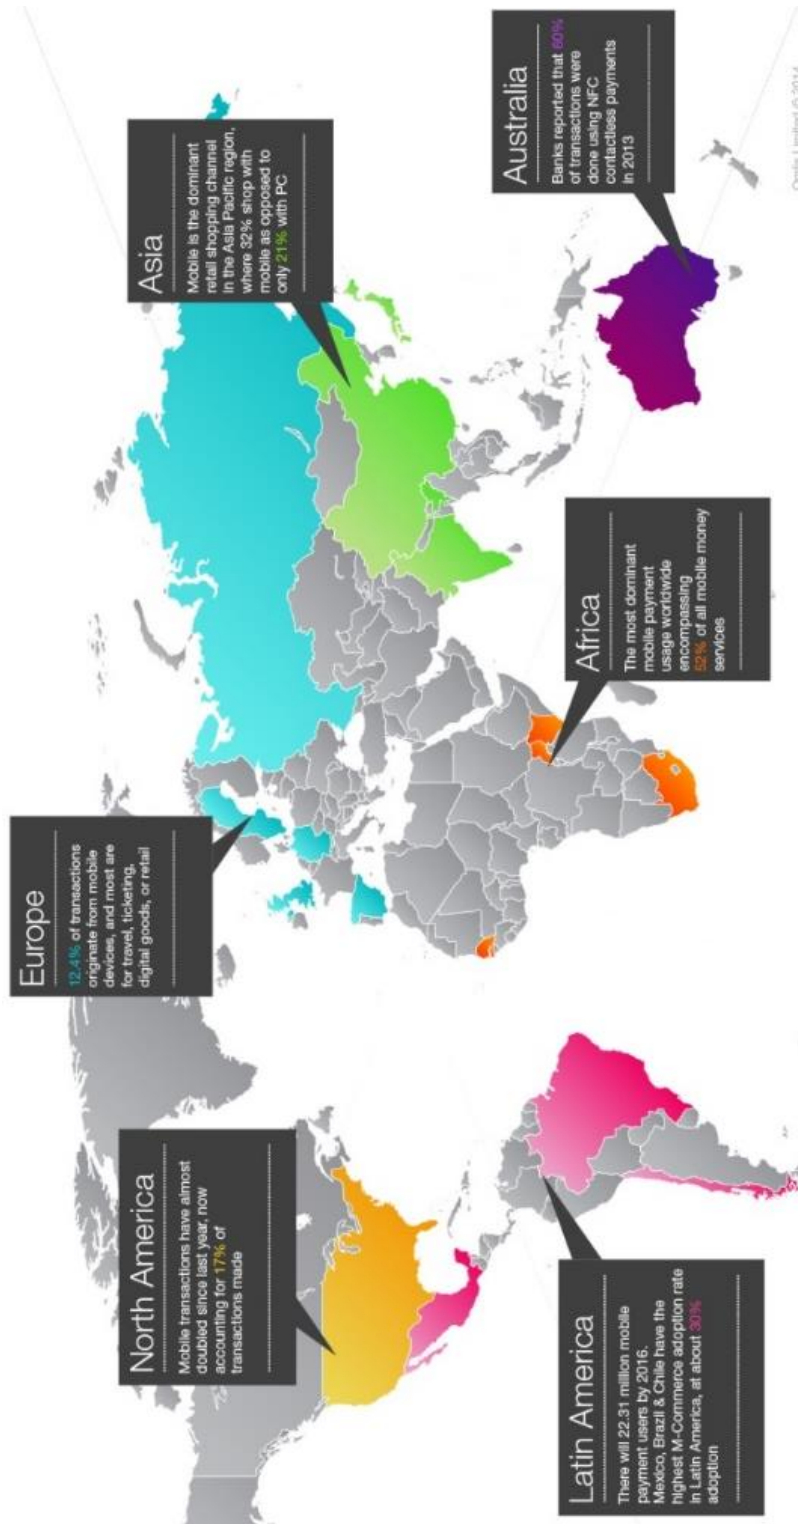 North America
Mobile transactions have almost
doubled since last year, now
accounting for 17% of
transactions made
Latin America
There will 22.31 million mobile
payment users by 2016.
Mexico, Brazil & Chile have the
highest M-Commerce adoption rate
in Latin America, at about 30%
adoption
Europe
12.4% of transactions
originate from mobile
devices, and most are
for travel, ticketing,
digital goods, or retail
Africa
The most dominant
mobile payment
usage worldwide
encompassing
52% of all mobile money
services
Asia
Mobile is the dominant
retail shopping channel
in the Asia Pacific region,
where 32% shop with
mobile as opposed to
only 21% with PC
Australia
Banks reported that 60%
of transactions were
done using NFC
contactless payments
in 2013
Limited © 2014